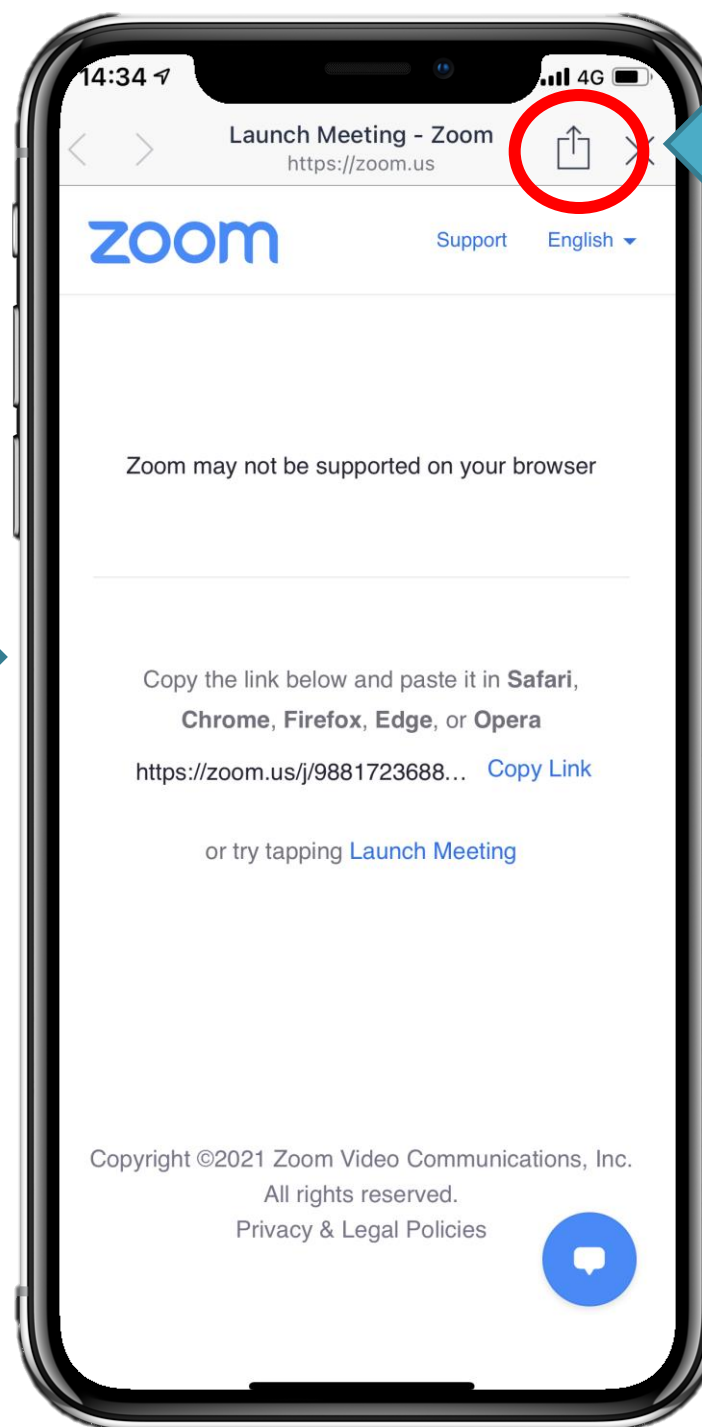 14:34
4G
Launch Meeting - Zoom
https://zoom.us
zoom
Support English
Zoom may not be supported on your browser
Copy the link below and paste it in Safari,
Chrome, Firefox, Edge, or Opera
https://zoom.us/j/9881723688... Copy Link
or try tapping Launch Meeting
Copyright ©2021 Zoom Video Communications, Inc.
All rights reserved.
Privacy & Legal Policies